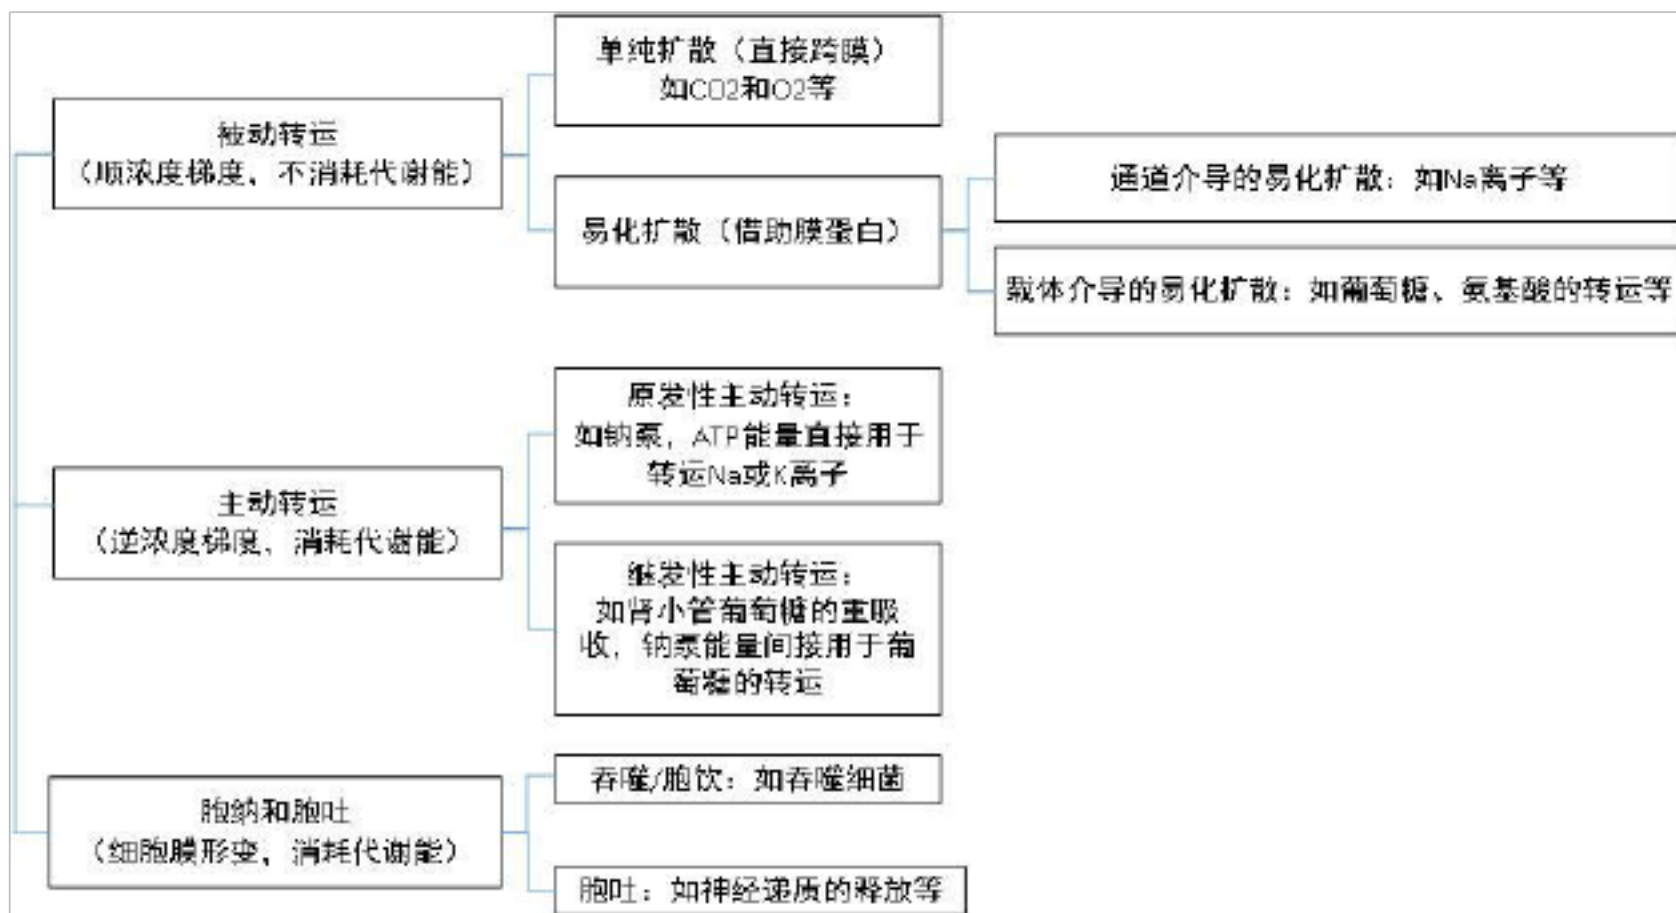 单纯扩散（直接跨膜）
如CO2和O2等
被动转运
（顺浓度梯度、不消耗代谢能）
易化扩散（借助膜蛋白）
通道介导的易化扩散：如Na离子等
载体介导的易化扩散：如葡萄糖、氨基酸的转运等
原发性主动转运：
如钠泵，ATP能量直接用于
转运Na或K离子
主动转运
（逆浓度梯度、消耗代谢能）
继发性主动转运：
如肾小管葡萄糖的重吸
收，钠泵能量间接用于葡
萄糖的转运
胞纳和胞吐
（细胞膜形变、消耗代谢能）
吞噬/胞饮：如吞噬细菌
胞吐：如神经递质的释放等